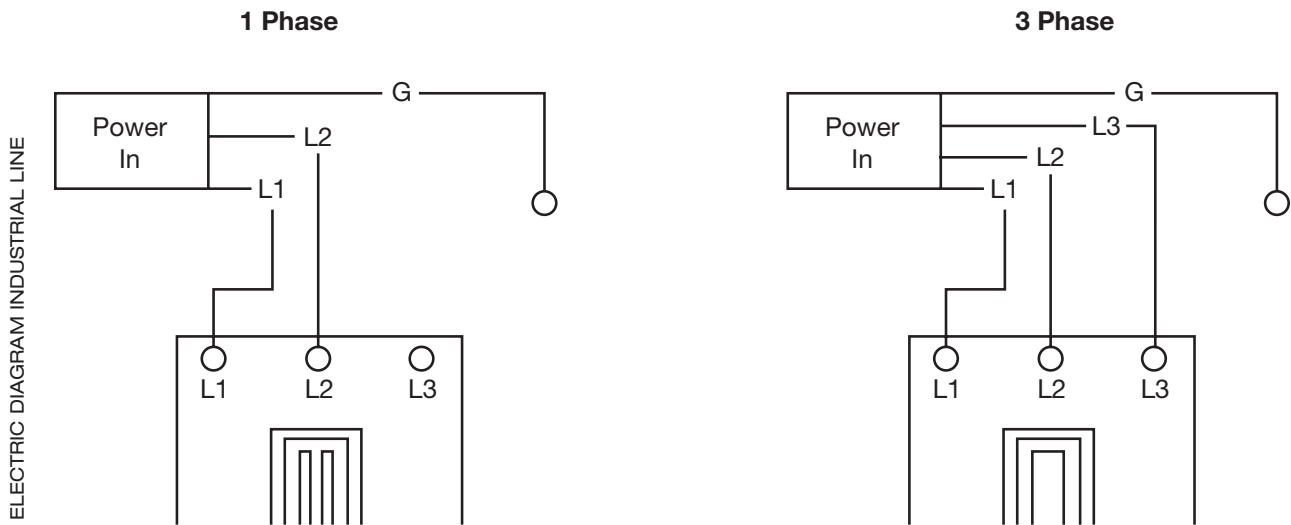 1 Phase
Power
In
G
L2
L1
L1
L2
L3
3 Phase
Power
In
G
L3
L2
L1
L1
L2
L3
ELECTRIC DIAGRAM INDUSTRIAL LINE